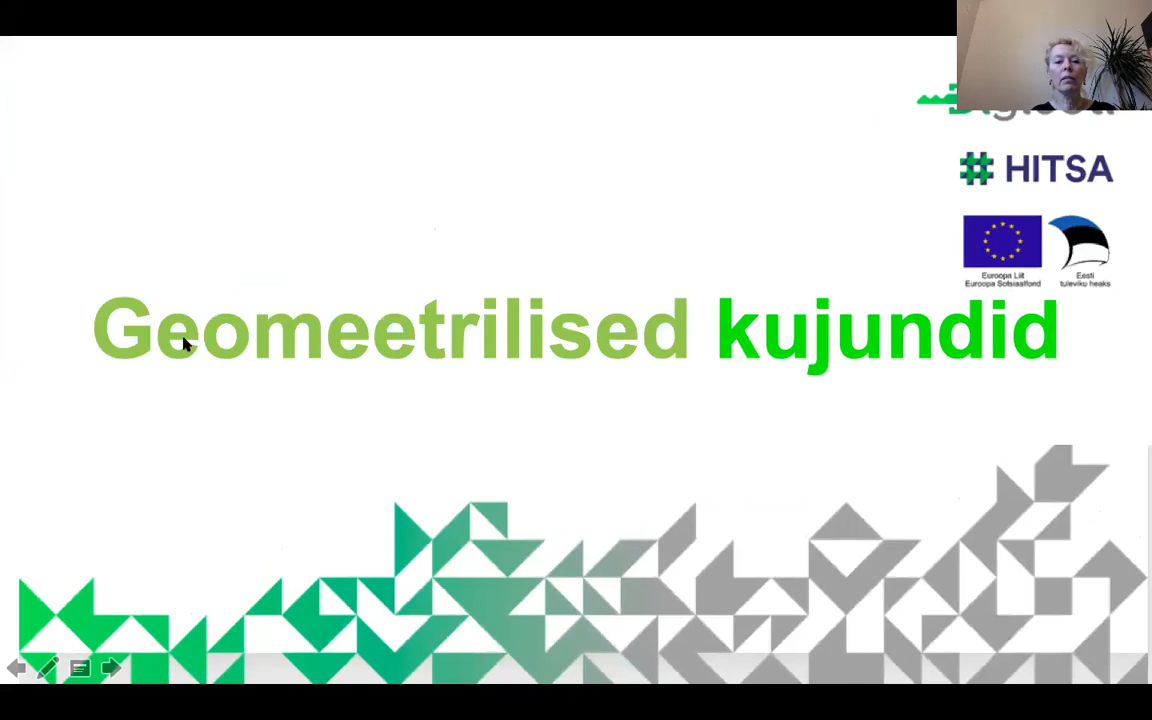 HITSA
Euroopa Liit
Euroopa Sotsiaalfond
Eesti
tuleviku heaks
Geomeetrilised kujundid